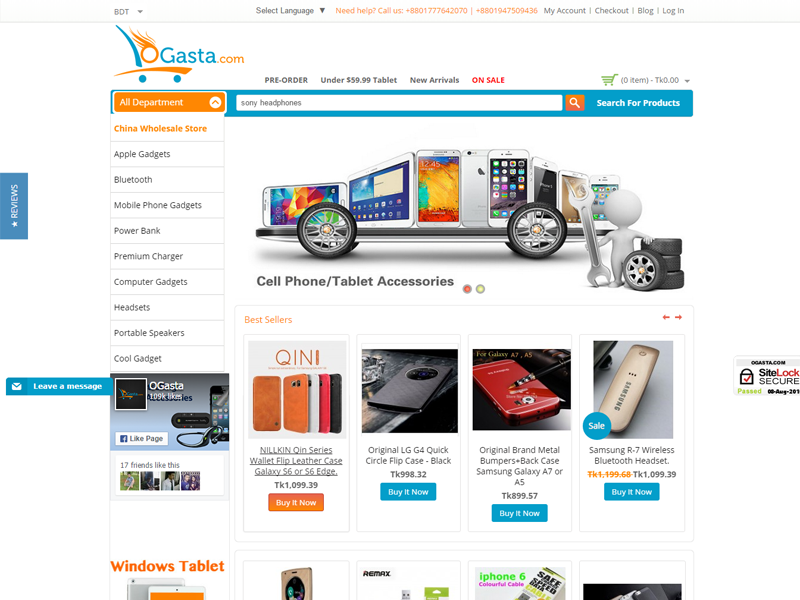 BDT
Select Language ▼
Need help? Call us: +8801777642070 | +8801947509436
My Account | Checkout | Blog | Log In
OGasta.com
PRE-ORDER
Under $59.99 Tablet
New Arrivals
ON SALE
(0 item) - Tk0.00
All Department
sony headphones
Search For Products
China Wholesale Store
Apple Gadgets
Bluetooth
Mobile Phone Gadgets
Power Bank
Premium Charger
Computer Gadgets
Headsets
Portable Speakers
Cool Gadget
★ REVIEWS
Cell Phone/Tablet Accessories
Leave a message
OGasta
109k likes
Like Page
17 friends like this
OGASTA.COM
SiteLock
SECURE
Passed
Best Sellers
QIN
NILLKIN Qin Series
Wallet Flip Leather Case
Galaxy S6 or S6 Edge.
Tk1,099.39
Buy It Now
Original LG G4 Quick
Circle Flip Case - Black
Tk998.32
Buy It Now
For Galaxy A7 , A5
Original Brand Metal
Bumpers+Back Case
Samsung Galaxy A7 or
A5
Tk899.57
Buy It Now
SAMSUNG
Sale
Samsung R-7 Wireless
Bluetooth Headset.
Tk1,199.68 Tk1,099.39
Buy It Now
Windows Tablet
REMAX
iphone 6
Colourful Cable